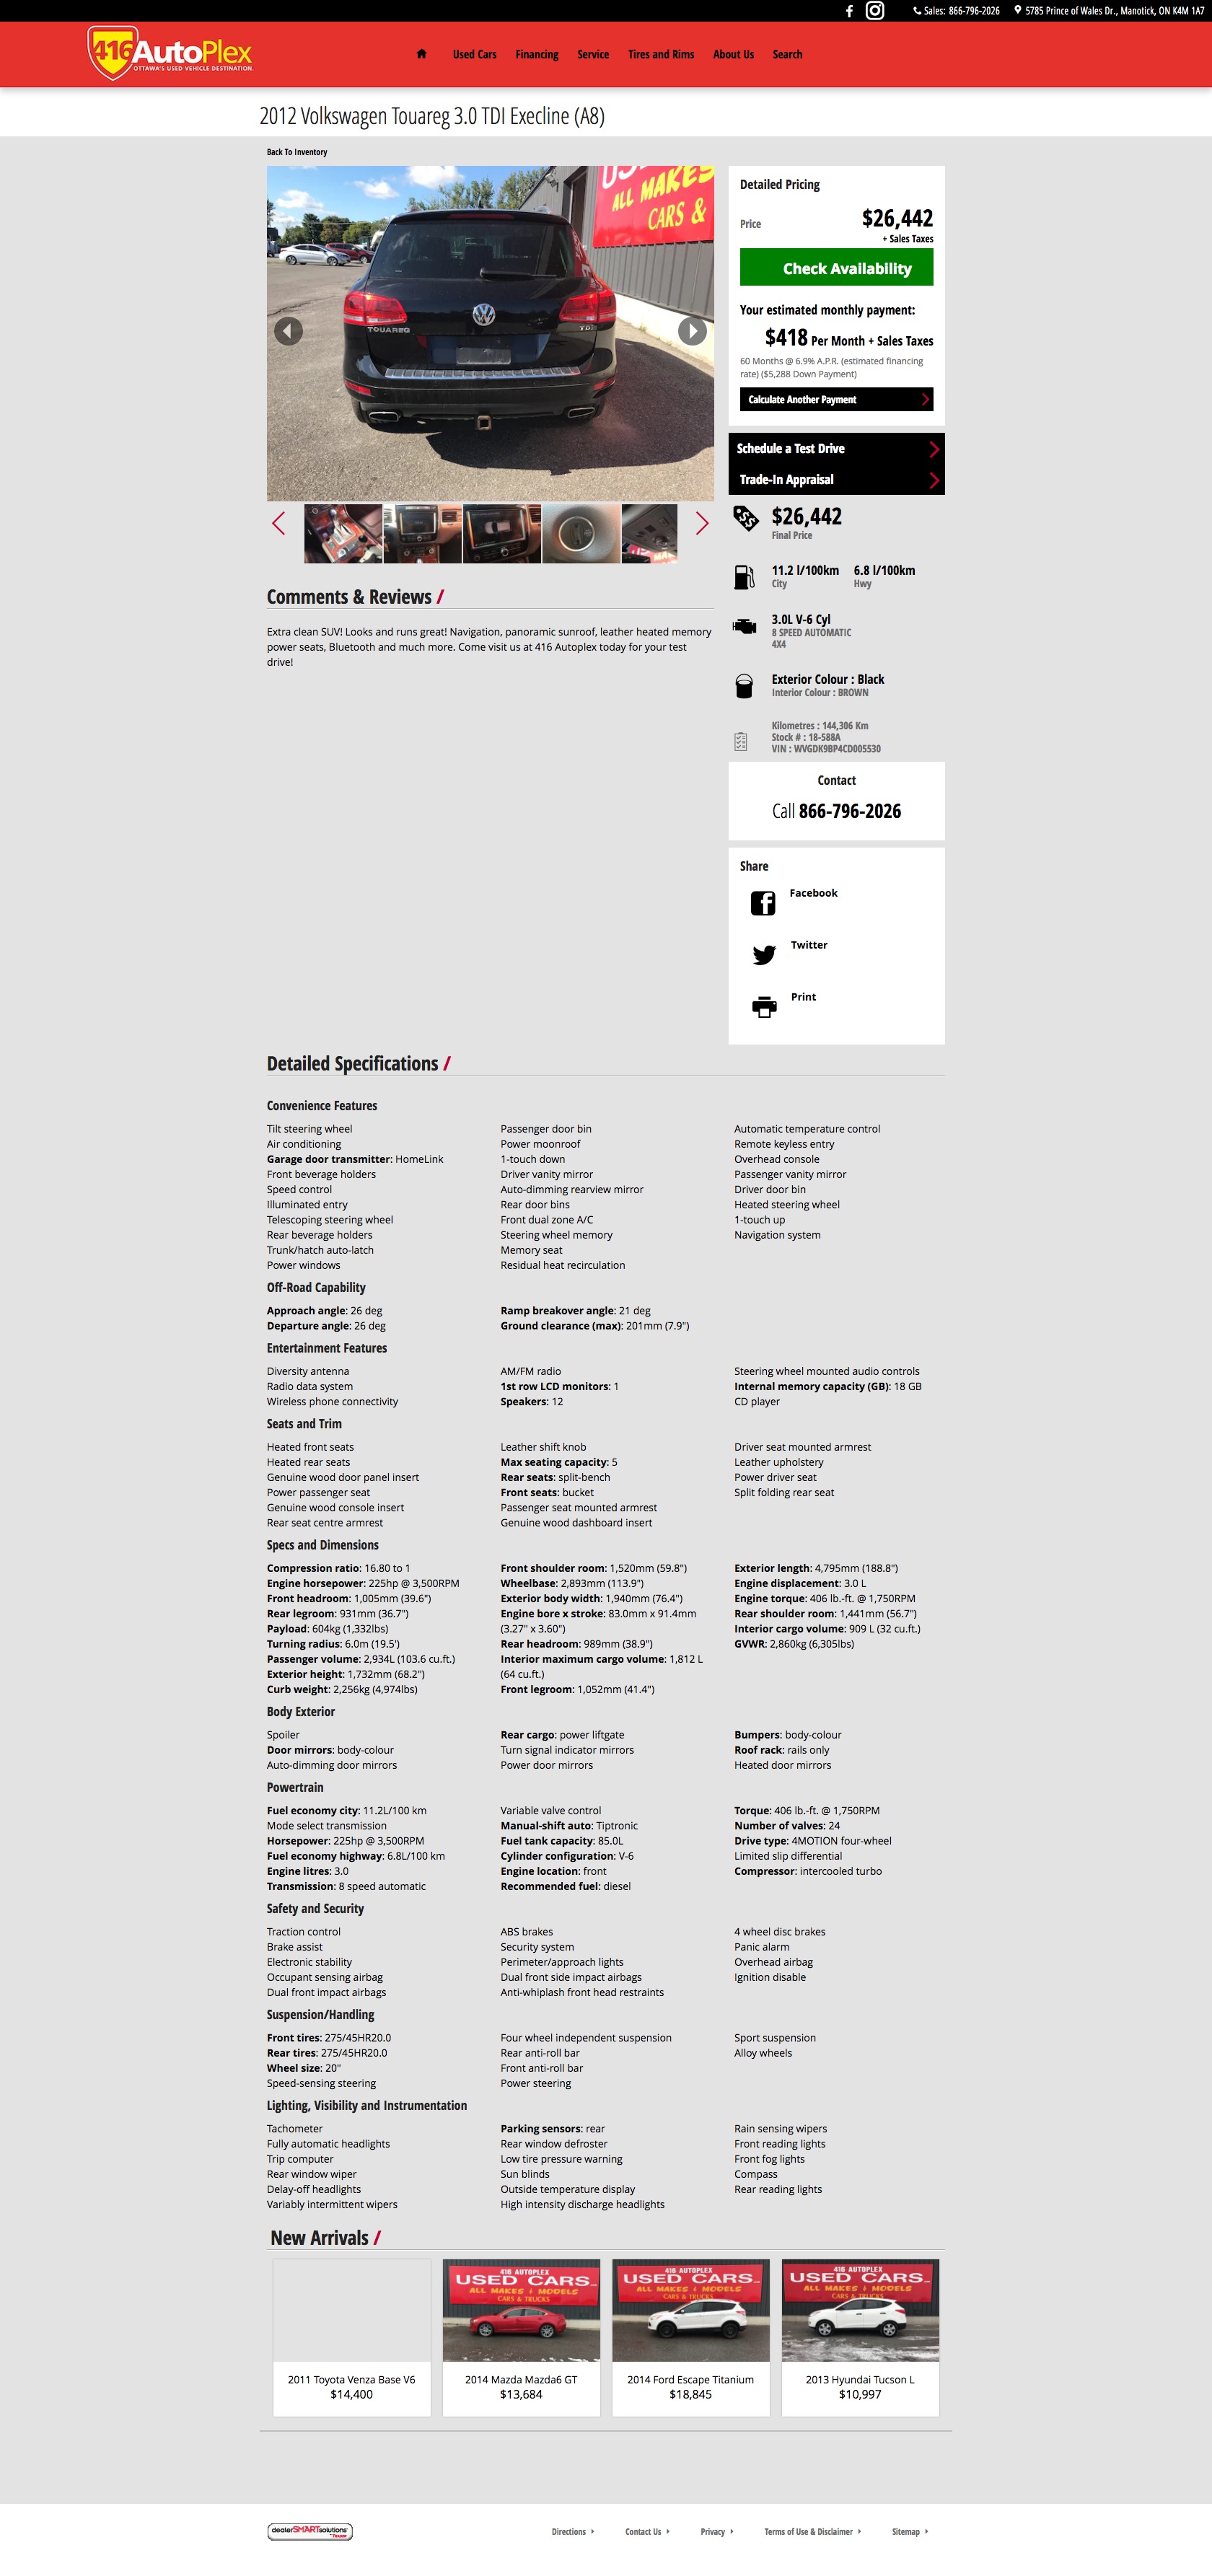 Sales: 866-796-2026
5785 Prince of Wales Dr., Manotick, ON K4M 1A7
416 AutoPlex
OTTAWA'S USED VEHICLE DESTINATION.
Used Cars Financing Service Tires and Rims About Us Search
2012 Volkswagen Touareg 3.0 TDI Execline (A8)
Back To Inventory
ALL MAKES
CARS &
TOUAREG
TDI
Detailed Pricing
Price
$26,442
+ Sales Taxes
Check Availability
Your estimated monthly payment:
$418 Per Month + Sales Taxes
60 Months @ 6.9% A.P.R. (estimated financing
rate) ($5,288 Down Payment)
Calculate Another Payment
Schedule a Test Drive
Trade-In Appraisal
$26,442
Final Price
11.2 l/100km 6.8 l/100km
City Hwy
3.0L V-6 Cyl
8 SPEED AUTOMATIC
4X4
Exterior Colour : Black
Interior Colour : BROWN
Kilometres : 144,306 Km
Stock # : 18-588A
VIN : WVGDK9BP4CD005530
Contact
Call 866-796-2026
Share
Facebook
Twitter
Print
Comments & Reviews /
Extra clean SUV! Looks and runs great! Navigation, panoramic sunroof, leather heated memory
power seats, Bluetooth and much more. Come visit us at 416 Autoplex today for your test
drive!
Detailed Specifications /
Convenience Features
Tilt steering wheel
Air conditioning
Garage door transmitter: HomeLink
Front beverage holders
Speed control
Illuminated entry
Telescoping steering wheel
Rear beverage holders
Trunk/hatch auto-latch
Power windows
Passenger door bin
Power moonroof
1-touch down
Driver vanity mirror
Auto-dimming rearview mirror
Rear door bins
Front dual zone A/C
Steering wheel memory
Memory seat
Residual heat recirculation
Automatic temperature control
Remote keyless entry
Overhead console
Passenger vanity mirror
Driver door bin
Heated steering wheel
1-touch up
Navigation system
Off-Road Capability
Approach angle: 26 deg
Departure angle: 26 deg
Ramp breakover angle: 21 deg
Ground clearance (max): 201mm (7.9")
Entertainment Features
Diversity antenna
Radio data system
Wireless phone connectivity
AM/FM radio
1st row LCD monitors: 1
Speakers: 12
Steering wheel mounted audio controls
Internal memory capacity (GB): 18 GB
CD player
Seats and Trim
Heated front seats
Heated rear seats
Genuine wood door panel insert
Power passenger seat
Genuine wood console insert
Rear seat centre armrest
Leather shift knob
Max seating capacity: 5
Rear seats: split-bench
Front seats: bucket
Passenger seat mounted armrest
Genuine wood dashboard insert
Driver seat mounted armrest
Leather upholstery
Power driver seat
Split folding rear seat
Specs and Dimensions
Compression ratio: 16.80 to 1
Engine horsepower: 225hp @ 3,500RPM
Front headroom: 1,005mm (39.6")
Rear legroom: 931mm (36.7")
Payload: 604kg (1,332lbs)
Turning radius: 6.0m (19.5')
Passenger volume: 2,934L (103.6 cu.ft.)
Exterior height: 1,732mm (68.2")
Curb weight: 2,256kg (4,974lbs)
Front shoulder room: 1,520mm (59.8")
Wheelbase: 2,893mm (113.9")
Exterior body width: 1,940mm (76.4")
Engine bore x stroke: 83.0mm x 91.4mm
(3.27" x 3.60")
Rear headroom: 989mm (38.9")
Interior maximum cargo volume: 1,812 L
(64 cu.ft.)
Front legroom: 1,052mm (41.4")
Exterior length: 4,795mm (188.8")
Engine displacement: 3.0 L
Engine torque: 406 lb.-ft. @ 1,750RPM
Rear shoulder room: 1,441mm (56.7")
Interior cargo volume: 909 L (32 cu.ft.)
GVWR: 2,860kg (6,305lbs)
Body Exterior
Spoiler
Door mirrors: body-colour
Auto-dimming door mirrors
Rear cargo: power liftgate
Turn signal indicator mirrors
Power door mirrors
Bumpers: body-colour
Roof rack: rails only
Heated door mirrors
Powertrain
Fuel economy city: 11.2L/100 km
Mode select transmission
Horsepower: 225hp @ 3,500RPM
Fuel economy highway: 6.8L/100 km
Engine litres: 3.0
Transmission: 8 speed automatic
Variable valve control
Manual-shift auto: Tiptronic
Fuel tank capacity: 85.0L
Cylinder configuration: V-6
Engine location: front
Recommended fuel: diesel
Torque: 406 lb.-ft. @ 1,750RPM
Number of valves: 24
Drive type: 4MOTION four-wheel
Limited slip differential
Compressor: intercooled turbo
Safety and Security
Traction control
Brake assist
Electronic stability
Occupant sensing airbag
Dual front impact airbags
ABS brakes
Security system
Perimeter/approach lights
Dual front side impact airbags
Anti-whiplash front head restraints
4 wheel disc brakes
Panic alarm
Overhead airbag
Ignition disable
Suspension/Handling
Front tires: 275/45HR20.0
Rear tires: 275/45HR20.0
Wheel size: 20"
Speed-sensing steering
Four wheel independent suspension
Rear anti-roll bar
Front anti-roll bar
Power steering
Sport suspension
Alloy wheels
Lighting, Visibility and Instrumentation
Tachometer
Fully automatic headlights
Trip computer
Rear window wiper
Delay-off headlights
Variably intermittent wipers
Parking sensors: rear
Rear window defroster
Low tire pressure warning
Sun blinds
Outside temperature display
High intensity discharge headlights
Rain sensing wipers
Front reading lights
Front fog lights
Compass
Rear reading lights
New Arrivals /
416 AUTOPLEX
USED CARS
ALL MAKES & MODELS
CARS & TRUCKS
416 AUTOPLEX
USED CARS
ALL MAKES & MODELS
CARS & TRUCKS
416 AUTOPLEX
USED CARS
ALL MAKES & MODELS
CARS & TRUCKS
2011 Toyota Venza Base V6
$14,400
2014 Mazda Mazda6 GT
$13,684
2014 Ford Escape Titanium
$18,845
2013 Hyundai Tucson L
$10,997
dealerSMARTsolutions
Directions Contact Us Privacy Terms of Use & Disclaimer Sitemap